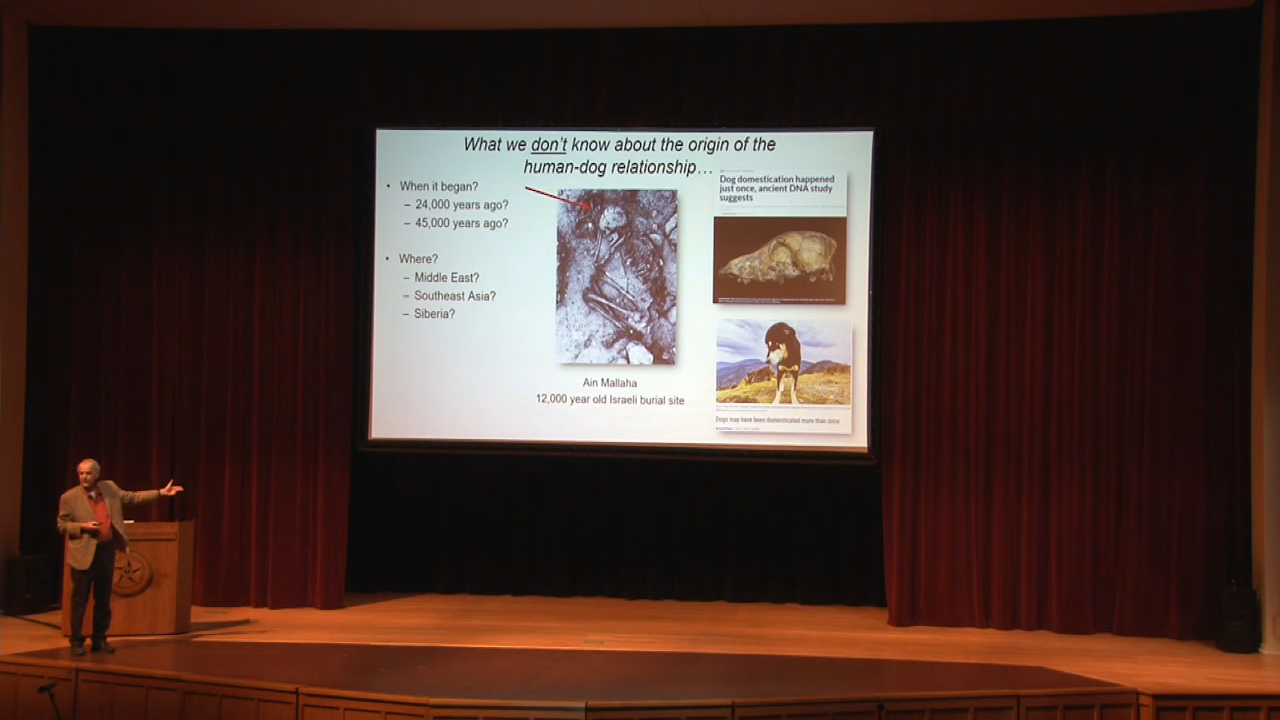 What we don't know about the origin of the
human-dog relationship…
• When it began?
– 24,000 years ago?
– 45,000 years ago?
• Where?
– Middle East?
– Southeast Asia?
– Siberia?
Ain Mallaha
12,000 year old Israeli burial site
Dog domestication happened
just once, ancient DNA study
suggests
Dogs may have been domesticated more than once